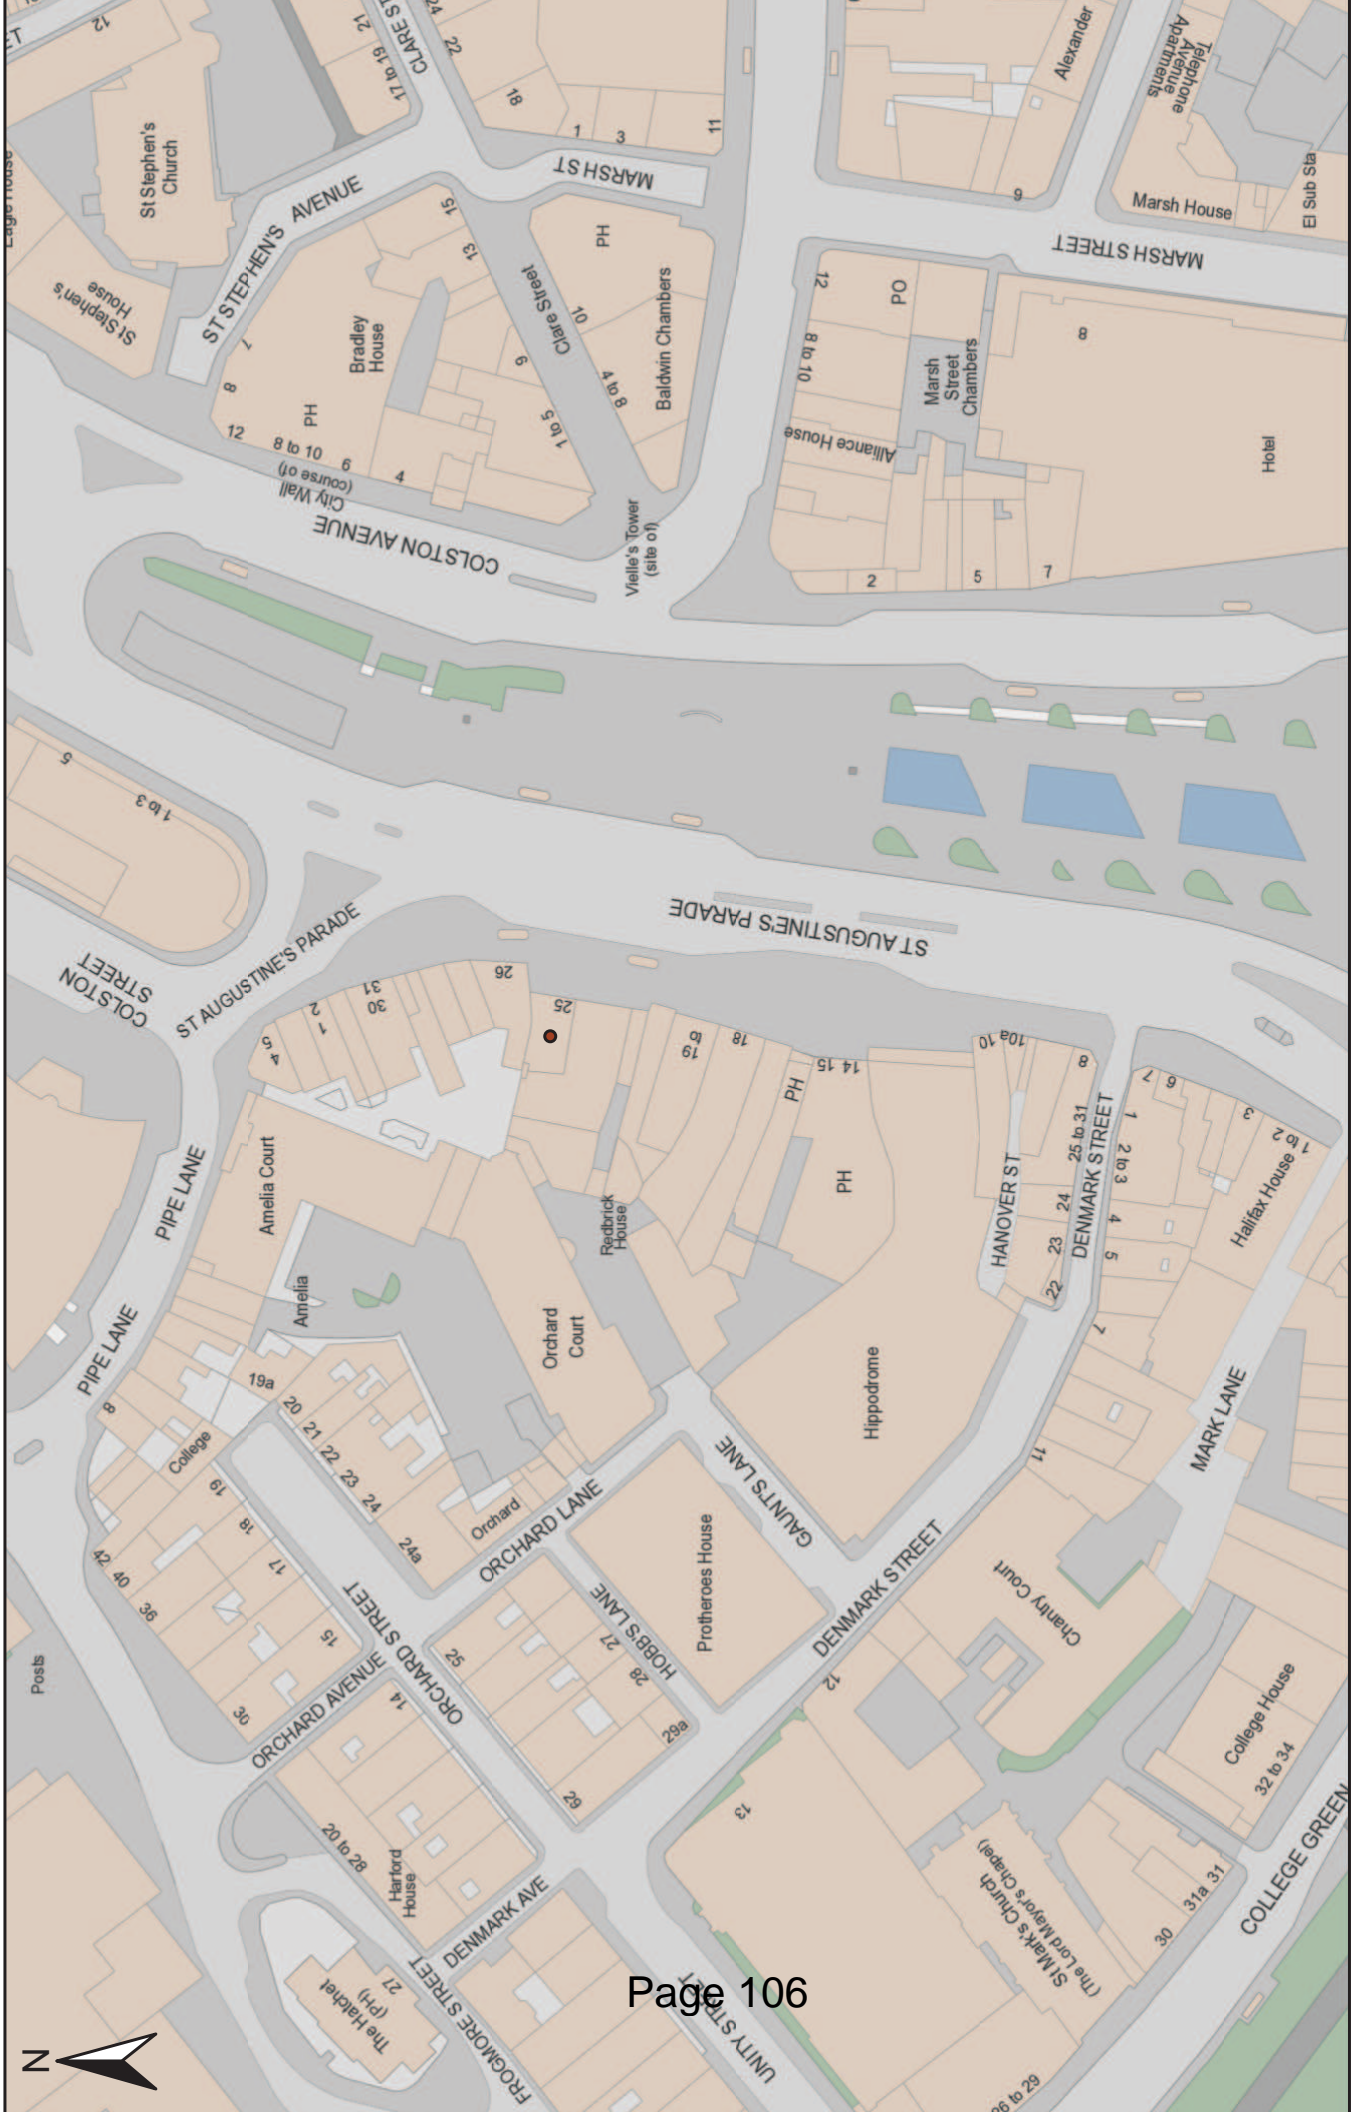 12
St Stephen's
Church
St Stephen's
House
ST STEPHEN'S AVENUE
21
17 to 19
CLARE ST
24
22
18
1
3
11
MARSH ST
Alexander
Telephone
Avenue
Apartments
9
Marsh House
El Sub Sta
MARSH STREET
15
13
PH
Clare Street
10
Baldwin Chambers
4 to 8
7
8
Bradley
House
PH
12
8 to 10
6
4
9
1 to 5
City Wall
(course of)
COLSTON AVENUE
Vielle's Tower
(site of)
12
PO
8 to 10
Marsh
Street
Chambers
Alliance House
8
Hotel
2
5
7
5
1 to 3
COLSTON
STREET
ST AUGUSTINE'S PARADE
ST AUGUSTINE'S PARADE
26
25
31
30
2
1
5
4
19
to
18
PH
15
14
10
10a
8
PH
25 to 31
DENMARK STREET
HANOVER ST
24
23
22
7
6
3
1 to 2
1
2 to 3
4
5
Halifax House
7
11
MARK LANE
PIPE LANE
PIPE LANE
Amelia Court
Amelia
Redbrick
House
Orchard
Court
Hippodrome
8
19a
20
21
22
23
24
24a
College
19
18
17
15
42
40
36
30
Posts
Orchard
ORCHARD LANE
GAUNT'S LANE
Protheroes House
HOBB'S LANE
27
28
29a
25
29
ORCHARD STREET
ORCHARD AVENUE
14
DENMARK STREET
12
13
Chantry Court
College House
32 to 34
COLLEGE GREEN
31
31a
30
St Mark's Church
(The Lord Mayor's Chapel)
20 to 28
Harford
House
DENMARK AVE
FROGMORE STREET
The Hatchet
(PH)
27
UNITY STREET
26 to 29
N
Page 106